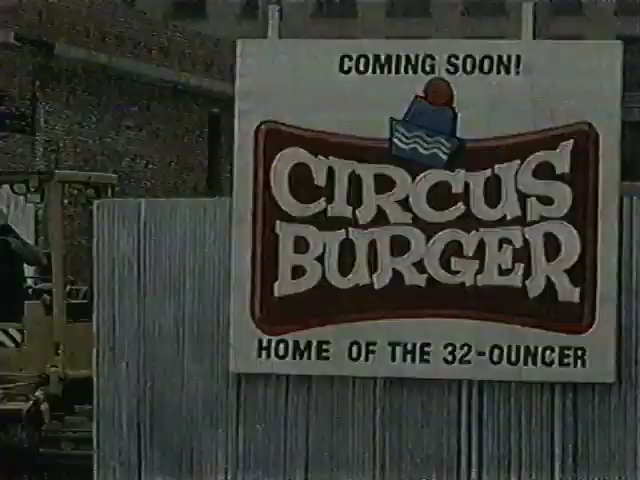 COMING SOON!
CIRCUS
BURGER
HOME OF THE 32-OUNCER